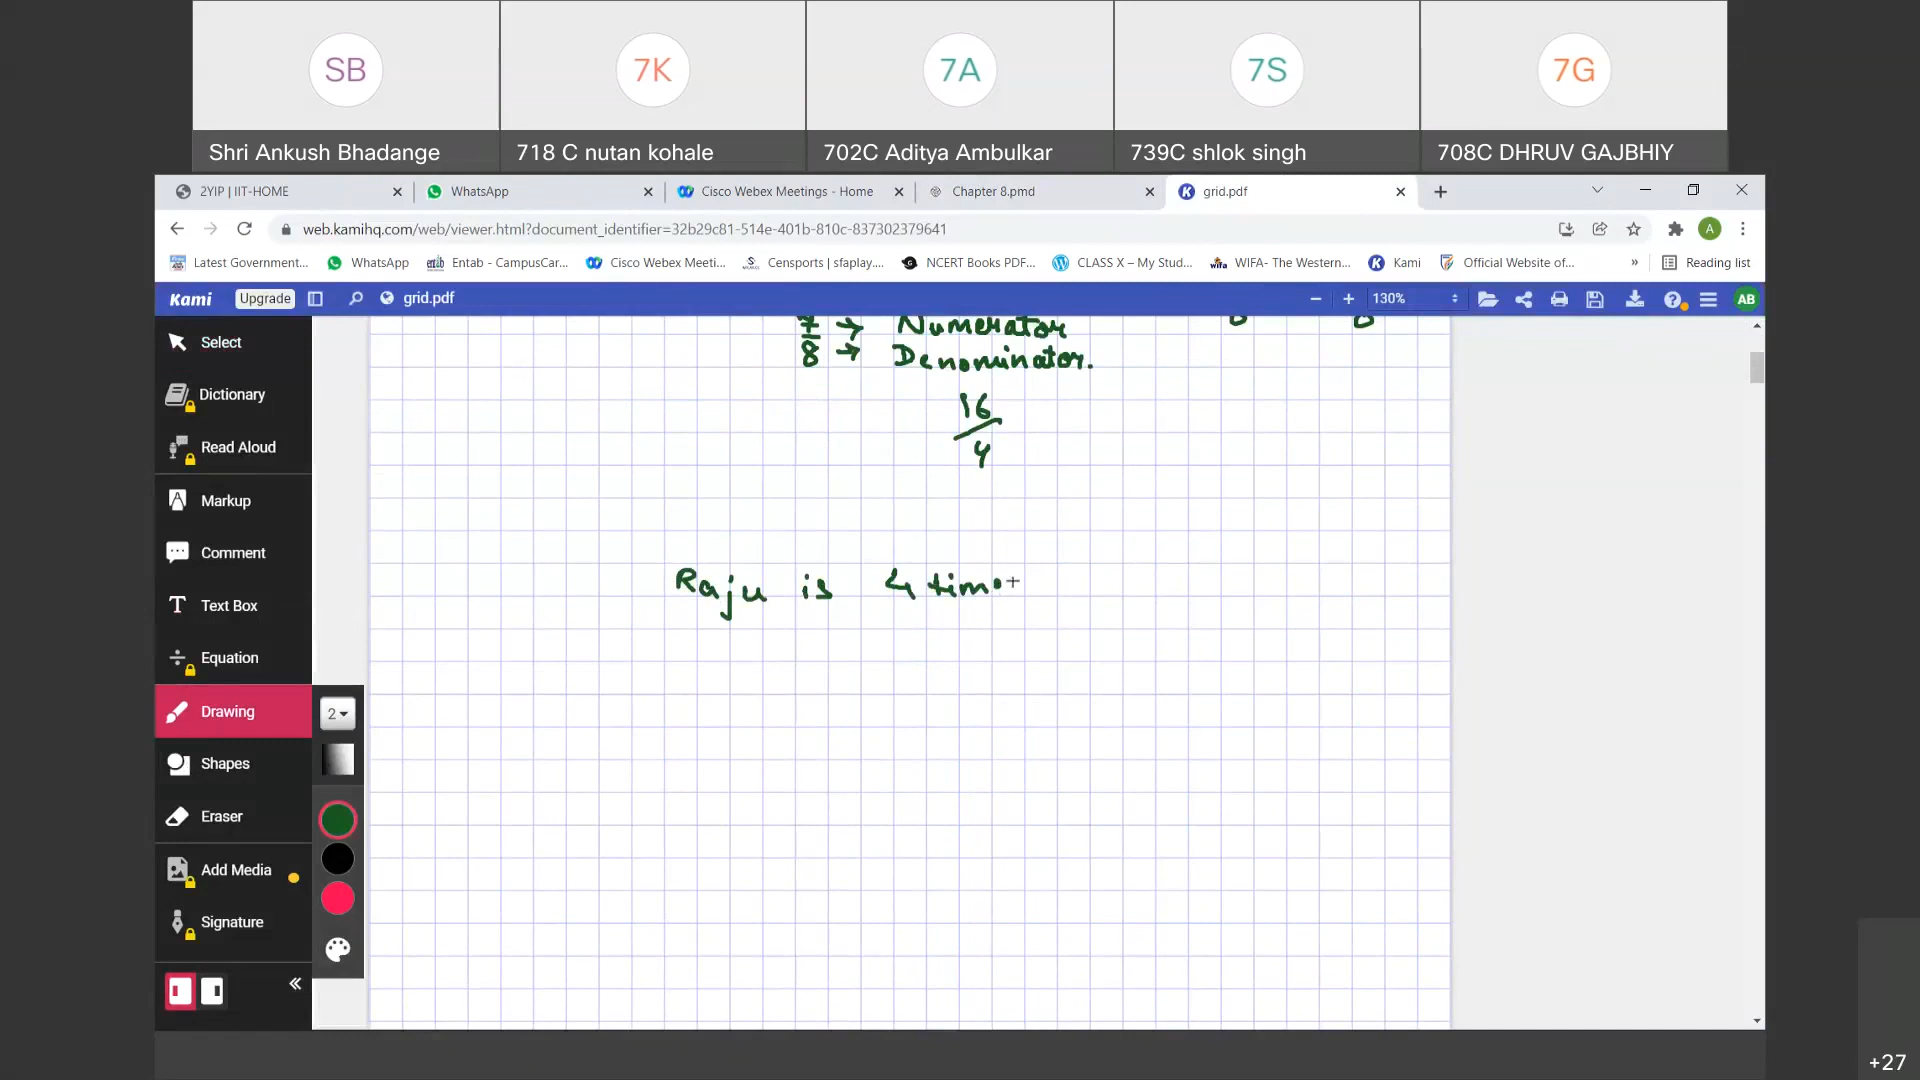 SB
7K
7A
7S
7G
Shri Ankush Bhadange
718 C nutan kohale
702C Aditya Ambulkar
739C shlok singh
708C DHRUV GAJBHIY
2YIP | IIT-HOME
WhatsApp
Cisco Webex Meetings - Home
Chapter 8.pmd
grid.pdf
web.kamihq.com/web/viewer.html?document_identifier=32b29c81-514e-401b-810c-837302379641
A
Latest Government...
WhatsApp
Entab - CampusCar...
Cisco Webex Meeti...
Censports | sfaplay....
NCERT Books PDF...
CLASS X – My Stud...
WIFA- The Western...
Kami
Official Website of...
»
Reading list
Kami
Upgrade
grid.pdf
130%
AB
Select
Dictionary
Read Aloud
Markup
Comment
Text Box
Equation
Drawing
Shapes
Eraser
Add Media
Signature
2
7 → Numerator
8 → Denominator.
16
4
Raju is 4 time
+27